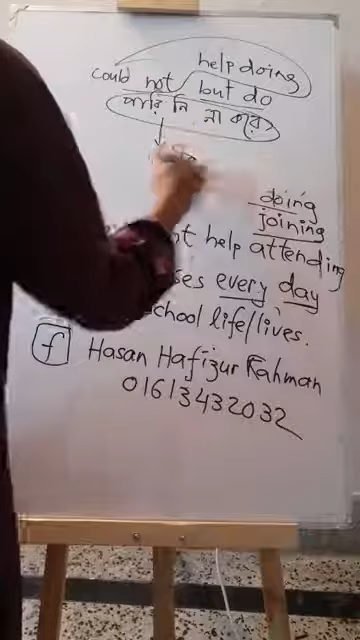 help doing
could not but do
পারি নি না করে
doing
joining
help attending
every day
school life/lives.
f Hasan Hafizur Rahman
01613432032